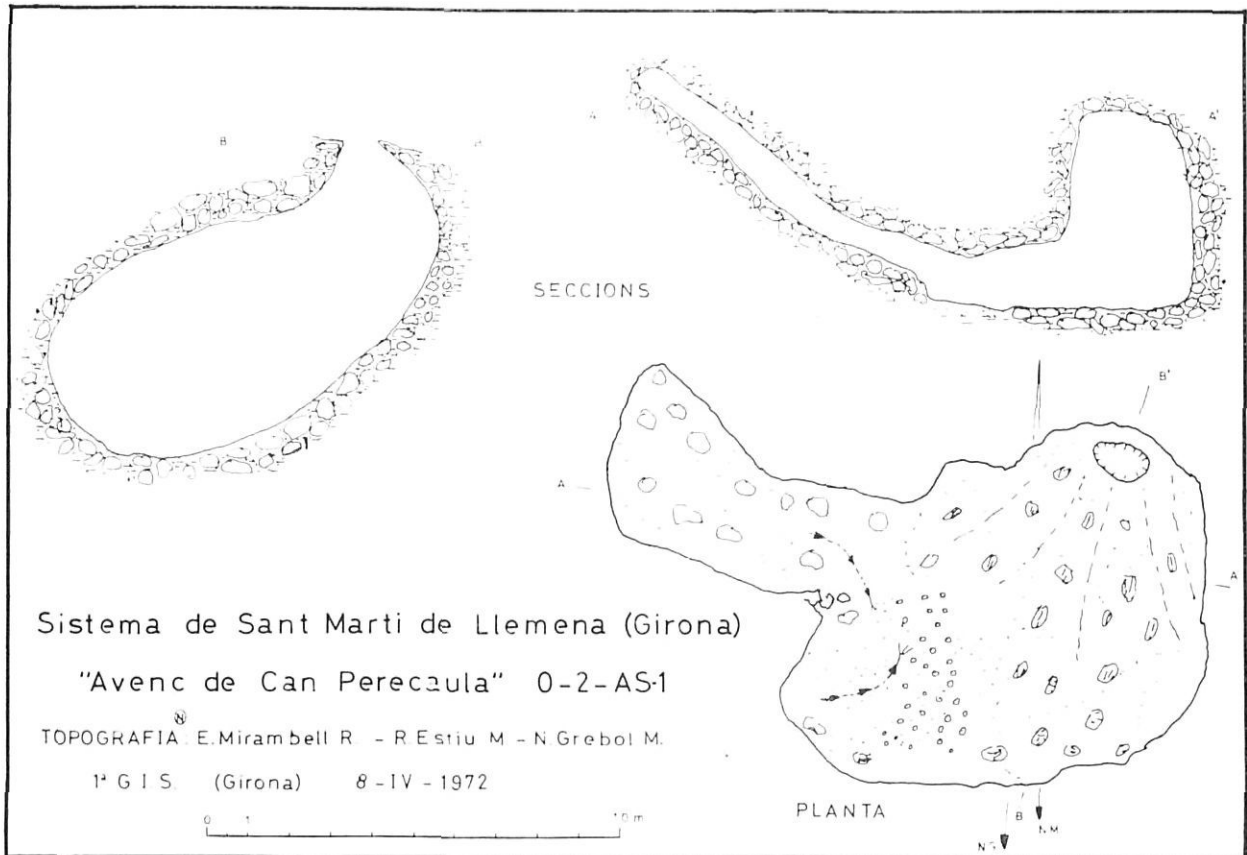 B
A
A'
SECCIONS
B'
A
A
Sistema de Sant Marti de Llemena (Girona)
"Avenc de Can Perecaula" 0-2-AS-1
TOPOGRAFIA: E.Mirambell R. - R.Estiu M - N.Grebol M.
1ª G I S. (Girona) 8-IV-1972
0 1 10 m
PLANTA
B
N.G
N.M